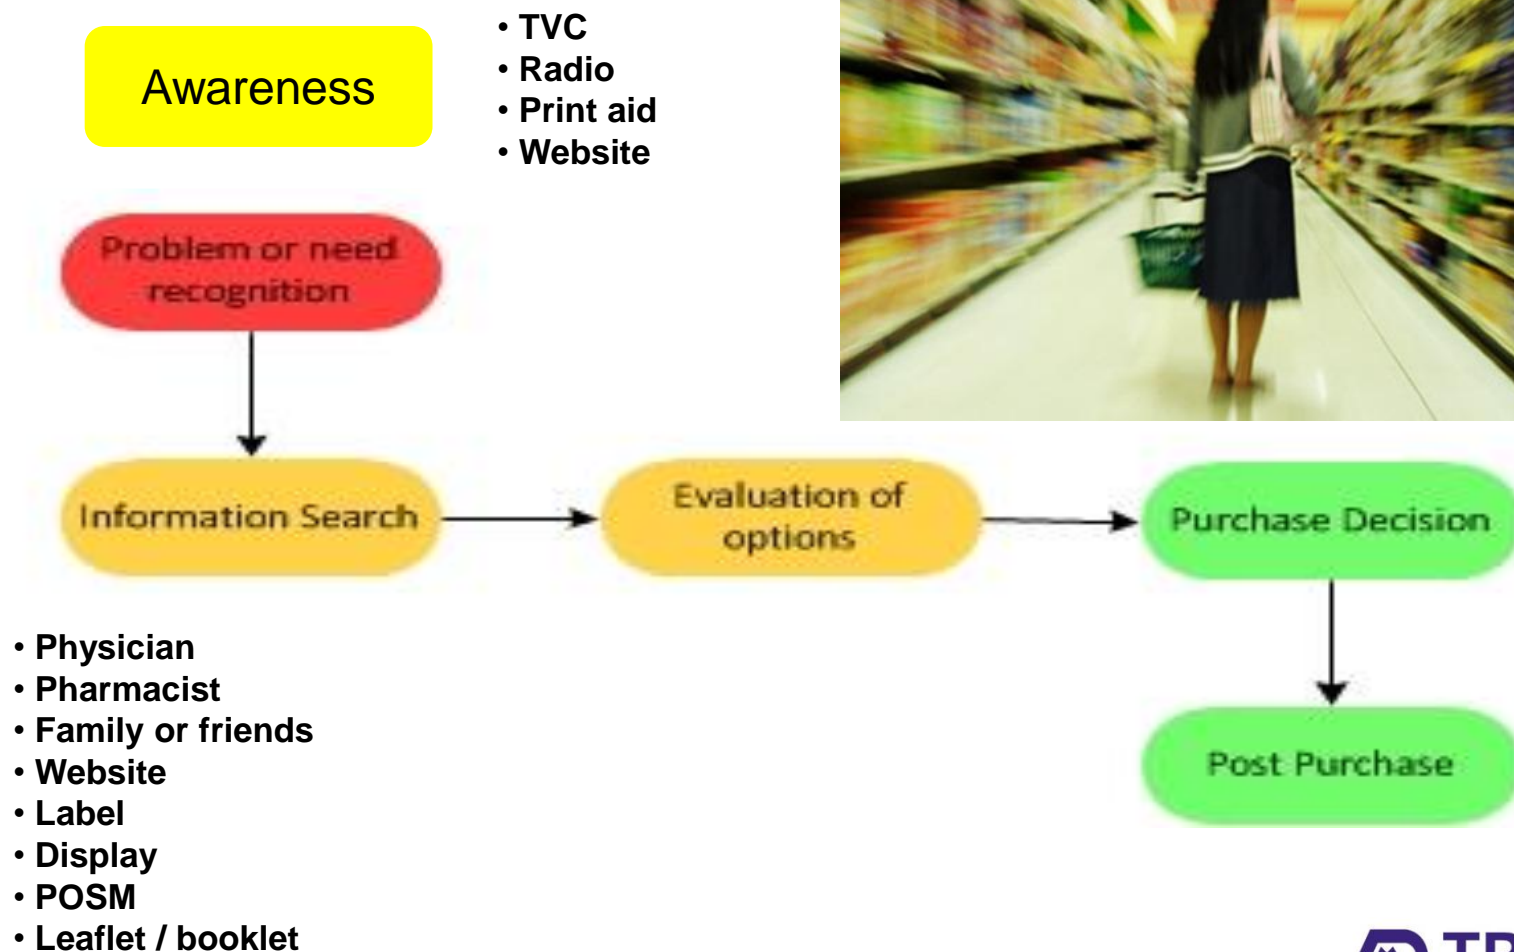 Awareness
• TVC
• Radio
• Print aid
• Website
Problem or need
recognition
Information Search
Evaluation of
options
Purchase Decision
Post Purchase
• Physician
• Pharmacist
• Family or friends
• Website
• Label
• Display
• POSM
• Leaflet / booklet